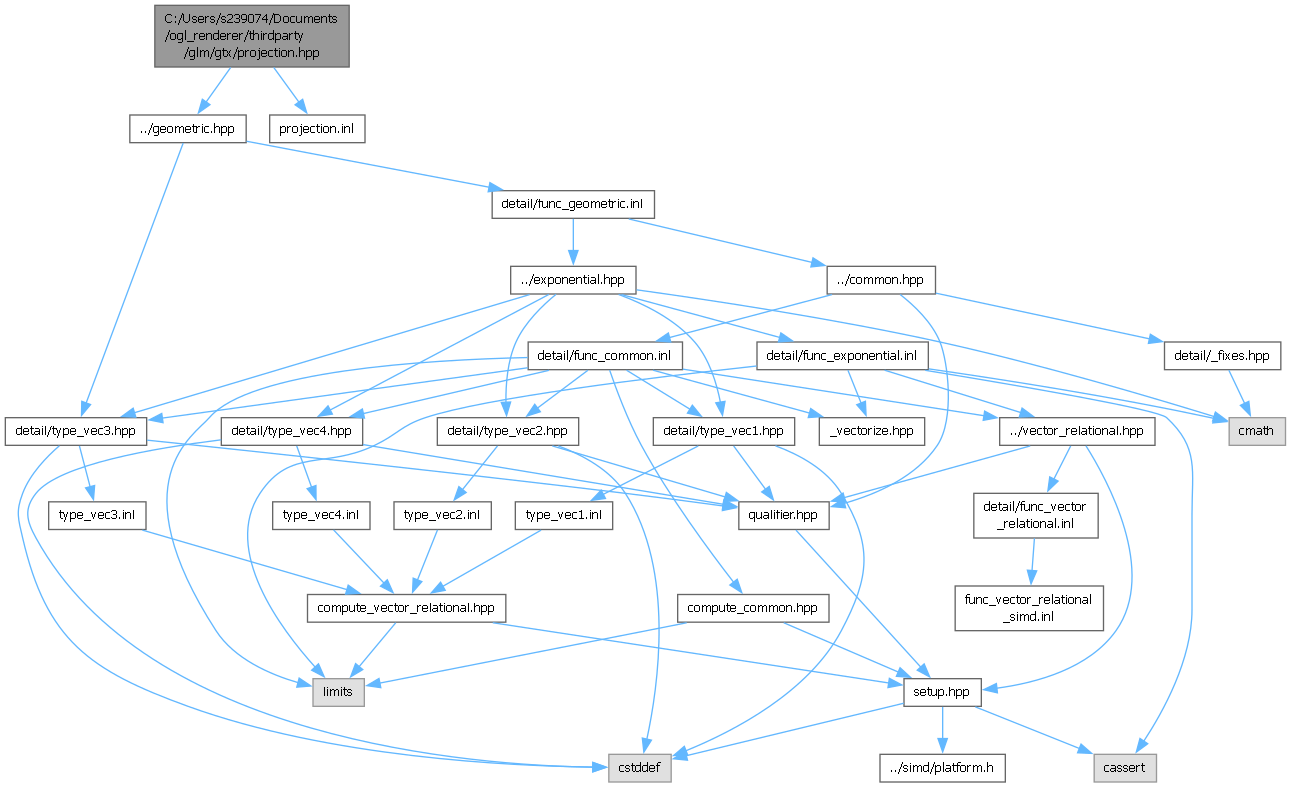 C:/Users/s239074/Documents
/ogl_renderer/thirdparty
/glm/gtx/projection.hpp
../geometric.hpp
projection.inl
detail/func_geometric.inl
../exponential.hpp
../common.hpp
detail/func_common.inl
detail/func_exponential.inl
detail/_fixes.hpp
detail/type_vec3.hpp
detail/type_vec4.hpp
detail/type_vec2.hpp
detail/type_vec1.hpp
_vectorize.hpp
../vector_relational.hpp
cmath
type_vec3.inl
type_vec4.inl
type_vec2.inl
type_vec1.inl
qualifier.hpp
detail/func_vector
_relational.inl
compute_vector_relational.hpp
compute_common.hpp
func_vector_relational
_simd.inl
limits
setup.hpp
cstddef
../simd/platform.h
cassert